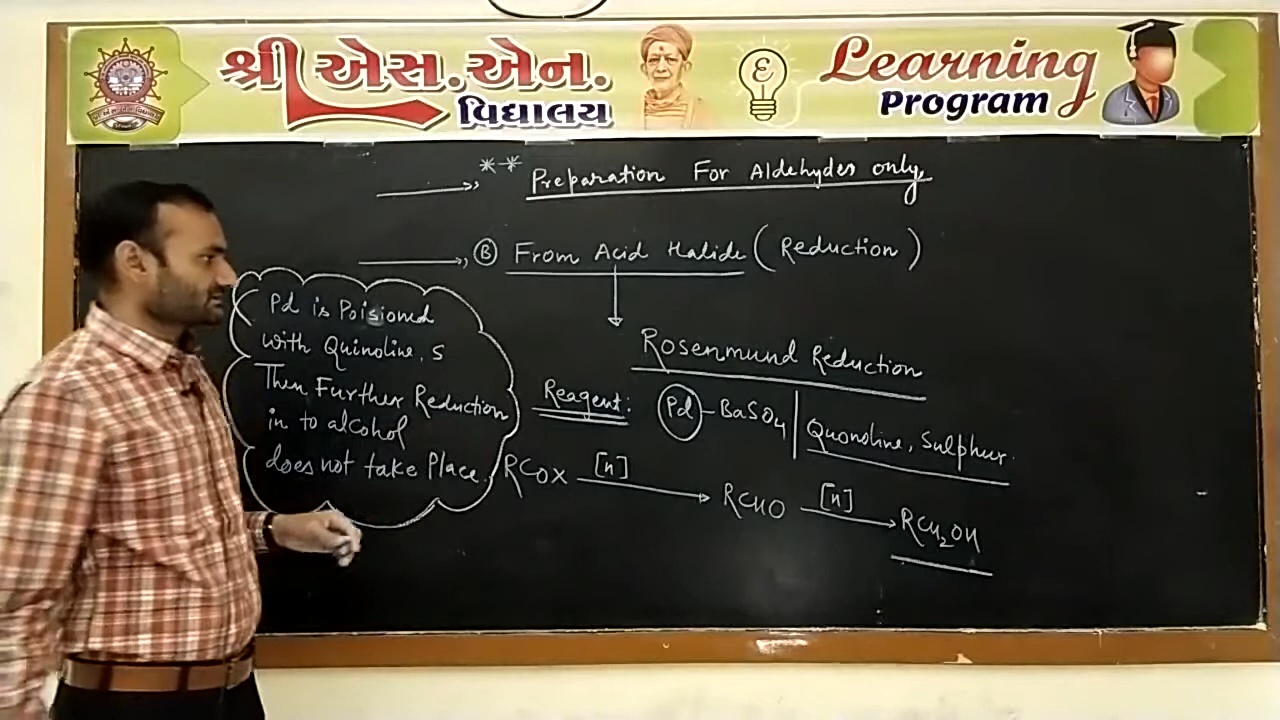 શ્રી એસ.એન.
વિદ્યાલય
Learning
Program
** Preparation For Aldehydes only,
Ⓑ From Acid Halide (Reduction)
Rosenmund Reduction
Reagent: Pd-BaSO4 | Quonoline, Sulphur.
RCOX [H] RCHO [H] RCH2OH
Pd is Poisioned
with Quinoline, S
Then Further Reduction
in to alcohol
does not take Place.